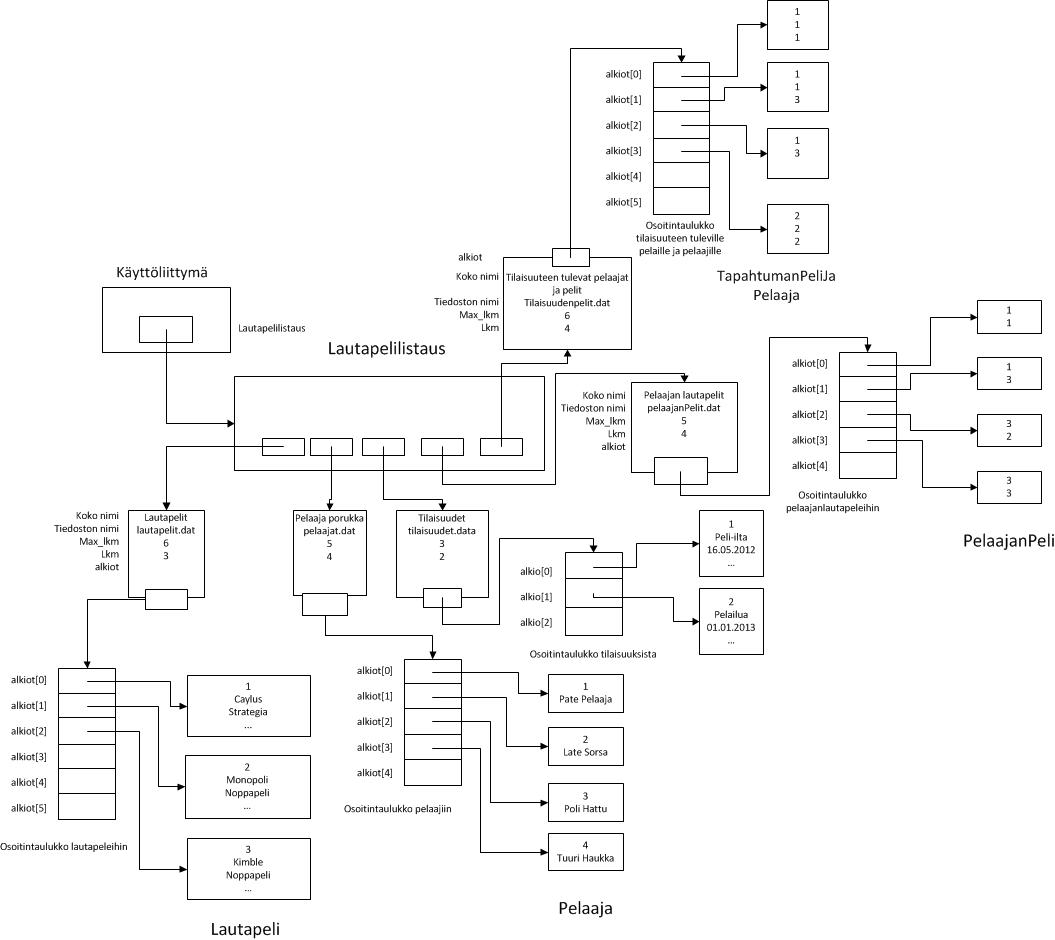 1
1
1
alkiot[0]
alkiot[1]
alkiot[2]
alkiot[3]
alkiot[4]
alkiot[5]
1
1
3
1
3
2
2
2
Osoitintaulukko
tilaisuuteen tuleville
pelaille ja pelaajille
TapahtumanPeliJa
Pelaaja
alkiot
Koko nimi
Tiedoston nimi
Max_lkm
Lkm
Tilaisuuteen tulevat pelaajat
ja pelit
Tilaisuudenpelit.dat
6
4
Käyttöliittymä
Lautapelilistaus
Lautapelilistaus
Koko nimi
Tiedoston nimi
Max_lkm
Lkm
alkiot
Pelaajan lautapelit
pelaajanPelit.dat
5
4
alkiot[0]
alkiot[1]
alkiot[2]
alkiot[3]
alkiot[4]
1
1
1
3
3
2
3
3
Osoitintaulukko
pelaajanlautapeleihin
PelaajanPeli
Koko nimi
Tiedoston nimi
Max_lkm
Lkm
alkiot
Lautapelit
lautapelit.dat
6
3
Pelaaja porukka
pelaajat.dat
5
4
Tilaisuudet
tilaisuudet.data
3
2
alkio[0]
alkio[1]
alkio[2]
1
Peli-ilta
16.05.2012
...
2
Pelailua
01.01.2013
...
Osoitintaulukko tilaisuuksista
alkiot[0]
alkiot[1]
alkiot[2]
alkiot[3]
alkiot[4]
alkiot[5]
1
Caylus
Strategia
...
2
Monopoli
Noppapeli
...
3
Kimble
Noppapeli
...
Osoitintaulukko lautapeleihin
Lautapeli
alkiot[0]
alkiot[1]
alkiot[2]
alkiot[3]
alkiot[4]
1
Pate Pelaaja
2
Late Sorsa
3
Poli Hattu
4
Tuuri Haukka
Osoitintaulukko pelaajiin
Pelaaja